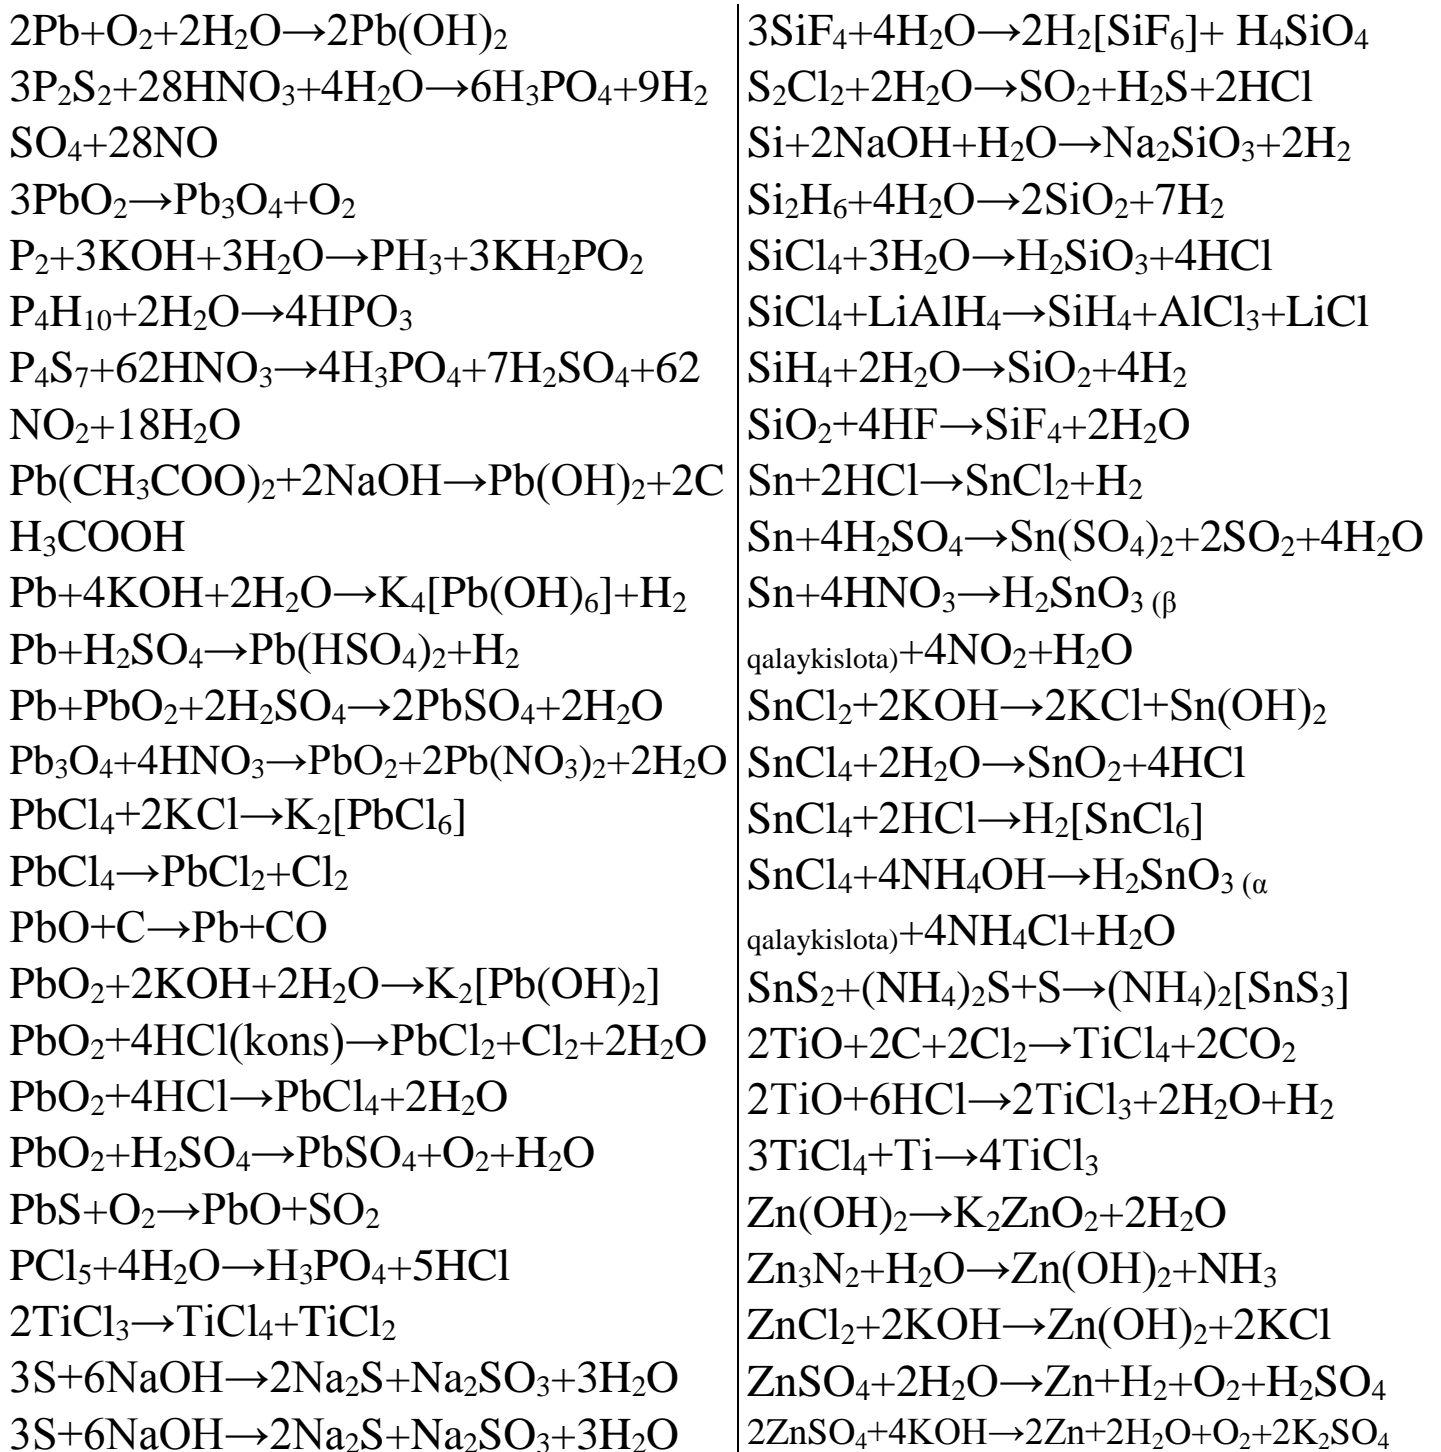 2Pb+O₂+2H₂O→2Pb(OH)₂
3P₂S₂+28HNO₃+4H₂O→6H₃PO₄+9H₂
SO₄+28NO
3PbO₂→Pb₃O₄+O₂
P₂+3KOH+3H₂O→PH₃+3KH₂PO₂
P₄H₁₀+2H₂O→4HPO₃
P₄S₇+62HNO₃→4H₃PO₄+7H₂SO₄+62
NO₂+18H₂O
Pb(CH₃COO)₂+2NaOH→Pb(OH)₂+2C
H₃COOH
Pb+4KOH+2H₂O→K₄[Pb(OH)₆]+H₂
Pb+H₂SO₄→Pb(HSO₄)₂+H₂
Pb+PbO₂+2H₂SO₄→2PbSO₄+2H₂O
Pb₃O₄+4HNO₃→PbO₂+2Pb(NO₃)₂+2H₂O
PbCl₄+2KCl→K₂[PbCl₆]
PbCl₄→PbCl₂+Cl₂
PbO+C→Pb+CO
PbO₂+2KOH+2H₂O→K₂[Pb(OH)₂]
PbO₂+4HCl(kons)→PbCl₂+Cl₂+2H₂O
PbO₂+4HCl→PbCl₄+2H₂O
PbO₂+H₂SO₄→PbSO₄+O₂+H₂O
PbS+O₂→PbO+SO₂
PCl₅+4H₂O→H₃PO₄+5HCl
2TiCl₃→TiCl₄+TiCl₂
3S+6NaOH→2Na₂S+Na₂SO₃+3H₂O
3S+6NaOH→2Na₂S+Na₂SO₃+3H₂O
3SiF₄+4H₂O→2H₂[SiF₆]+ H₄SiO₄
S₂Cl₂+2H₂O→SO₂+H₂S+2HCl
Si+2NaOH+H₂O→Na₂SiO₃+2H₂
Si₂H₆+4H₂O→2SiO₂+7H₂
SiCl₄+3H₂O→H₂SiO₃+4HCl
SiCl₄+LiAlH₄→SiH₄+AlCl₃+LiCl
SiH₄+2H₂O→SiO₂+4H₂
SiO₂+4HF→SiF₄+2H₂O
Sn+2HCl→SnCl₂+H₂
Sn+4H₂SO₄→Sn(SO₄)₂+2SO₂+4H₂O
Sn+4HNO₃→H₂SnO₃ (β
qalaykislota)+4NO₂+H₂O
SnCl₂+2KOH→2KCl+Sn(OH)₂
SnCl₄+2H₂O→SnO₂+4HCl
SnCl₄+2HCl→H₂[SnCl₆]
SnCl₄+4NH₄OH→H₂SnO₃ (α
qalaykislota)+4NH₄Cl+H₂O
SnS₂+(NH₄)₂S+S→(NH₄)₂[SnS₃]
2TiO+2C+2Cl₂→TiCl₄+2CO₂
2TiO+6HCl→2TiCl₃+2H₂O+H₂
3TiCl₄+Ti→4TiCl₃
Zn(OH)₂→K₂ZnO₂+2H₂O
Zn₃N₂+H₂O→Zn(OH)₂+NH₃
ZnCl₂+2KOH→Zn(OH)₂+2KCl
ZnSO₄+2H₂O→Zn+H₂+O₂+H₂SO₄
2ZnSO₄+4KOH→2Zn+2H₂O+O₂+2K₂SO₄